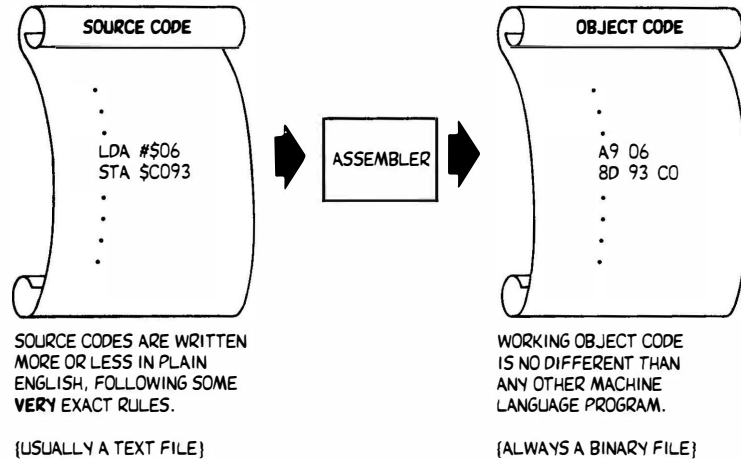 SOURCE CODE
LDA #$06
STA $C093
ASSEMBLER
OBJECT CODE
A9 06
8D 93 C0
SOURCE CODES ARE WRITTEN
MORE OR LESS IN PLAIN
ENGLISH, FOLLOWING SOME
VERY EXACT RULES.
{USUALLY A TEXT FILE}
WORKING OBJECT CODE
IS NO DIFFERENT THAN
ANY OTHER MACHINE
LANGUAGE PROGRAM.
{ALWAYS A BINARY FILE}